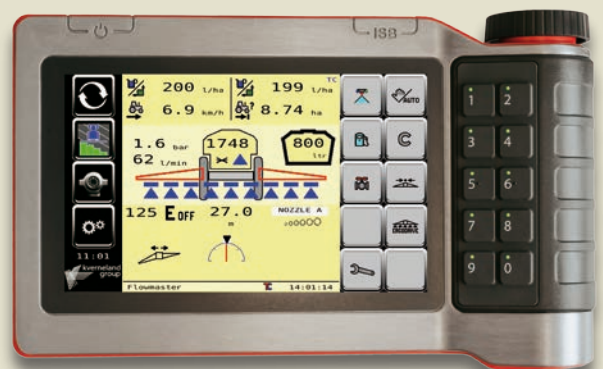 ISB
TC
200 l/ha 199 l/ha
6.9 km/h 8.74 ha
AUTO
1.6 bar 1748 800 ltr
62 l/min
C
125 E OFF 27.0 m NOZZLE A
11:01
kverneland group
Flowmaster 14:01:14
1 2
3 4
5 6
7 8
9 0